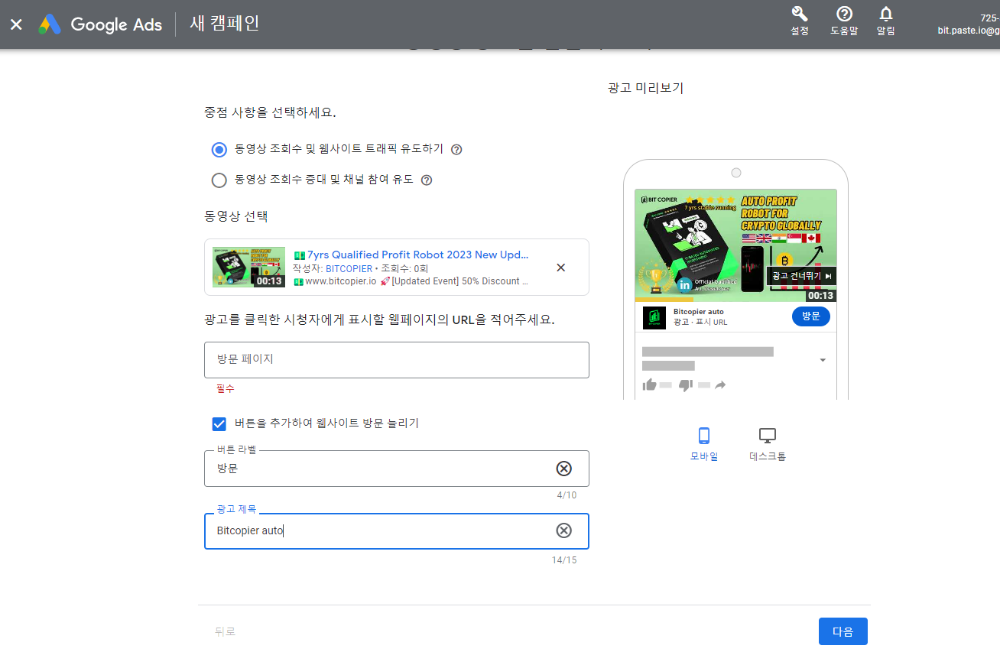 Google Ads
새 캠페인
설정
도움말
알림
725-
bit.paste.io@g
광고 미리보기
중점 사항을 선택하세요.
동영상 조회수 및 웹사이트 트래픽 유도하기
동영상 조회수 증대 및 채널 참여 유도
동영상 선택
00:13
7yrs Qualified Profit Robot 2023 New Upd...
작성자: BITCOPIER • 조회수: 0회
www.bitcopier.io 🚀[Updated Event] 50% Discount ...
광고를 클릭한 시청자에게 표시할 웹페이지의 URL을 적어주세요.
방문 페이지
필수
버튼을 추가하여 웹사이트 방문 늘리기
버튼 라벨
방문
4/10
광고 제목
Bitcopier auto
14/15
뒤로
다음
BIT COPIER
7 yrs stable running
AUTO PROFIT
ROBOT FOR
CRYPTO GLOBALLY
광고 건너뛰기
Official Qualified
A.I. Developer
00:13
Bitcopier auto
광고 · 표시 URL
방문
모바일
데스크톱